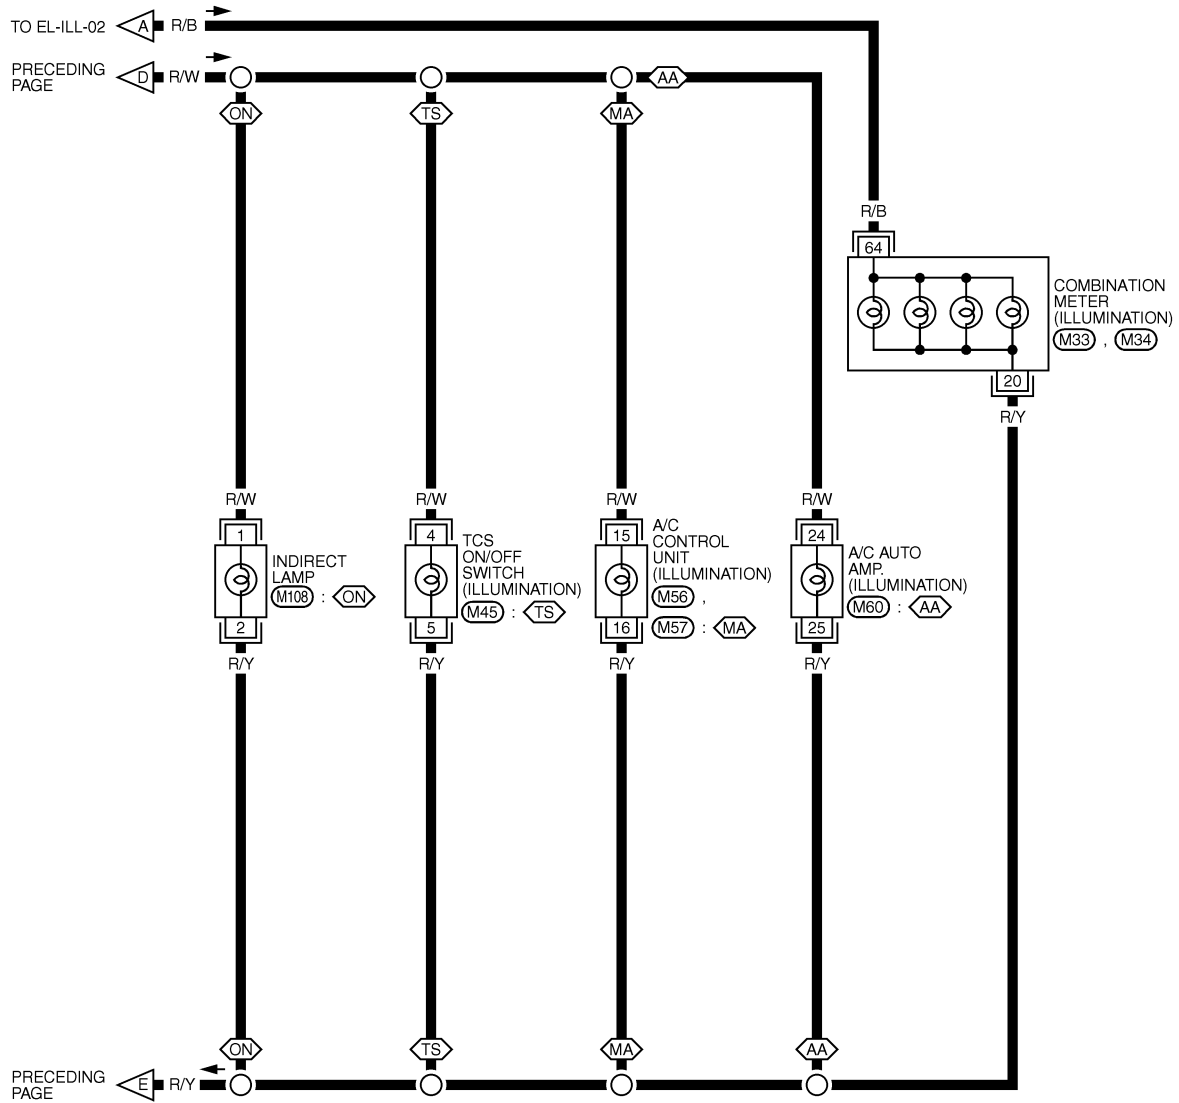 TO EL-ILL-02
A
R/B
PRECEDING
PAGE
D
R/W
AA
ON
TS
MA
R/B
64
COMBINATION
METER
(ILLUMINATION)
M33 , M34
20
R/Y
R/W
R/W
R/W
R/W
1
INDIRECT
LAMP
M108 : ON
2
4
TCS
ON/OFF
SWITCH
(ILLUMINATION)
M45 : TS
5
15
A/C
CONTROL
UNIT
(ILLUMINATION)
M56 ,
M57 : MA
16
24
A/C AUTO
AMP.
(ILLUMINATION)
M60 : AA
25
R/Y
R/Y
R/Y
R/Y
ON
TS
MA
AA
PRECEDING
PAGE
E
R/Y